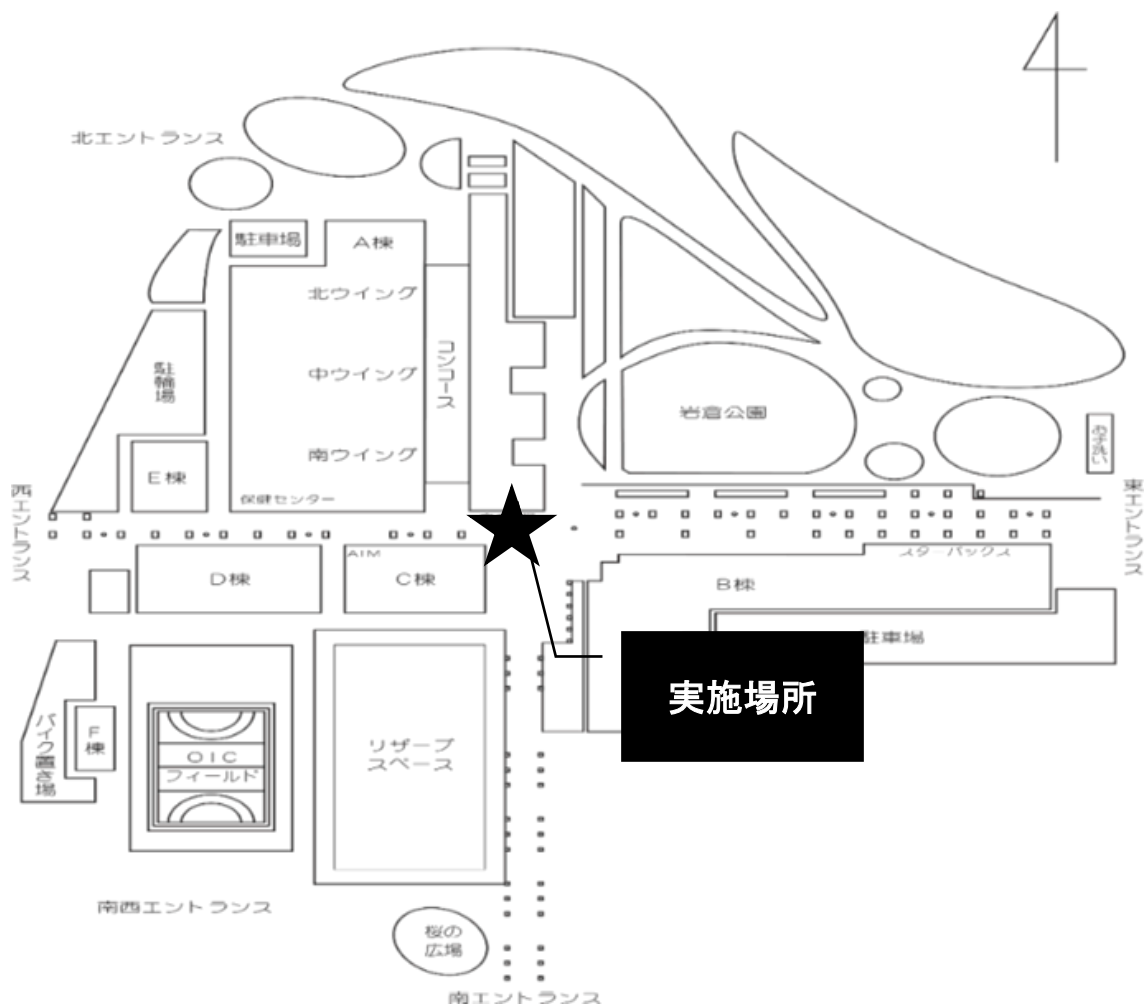 北エントランス
駐車場
A棟
北ウイング
コンコース
中ウイング
駐輪場
岩倉公園
南ウイング
E棟
お手洗い
保健センター
西エントランス
東エントランス
AIM
スターバックス
D棟
C棟
B棟
駐車場
実施場所
バイク置き場
F棟
OIC
フィールド
リザーブ
スペース
南西エントランス
桜の
広場
南エントランス